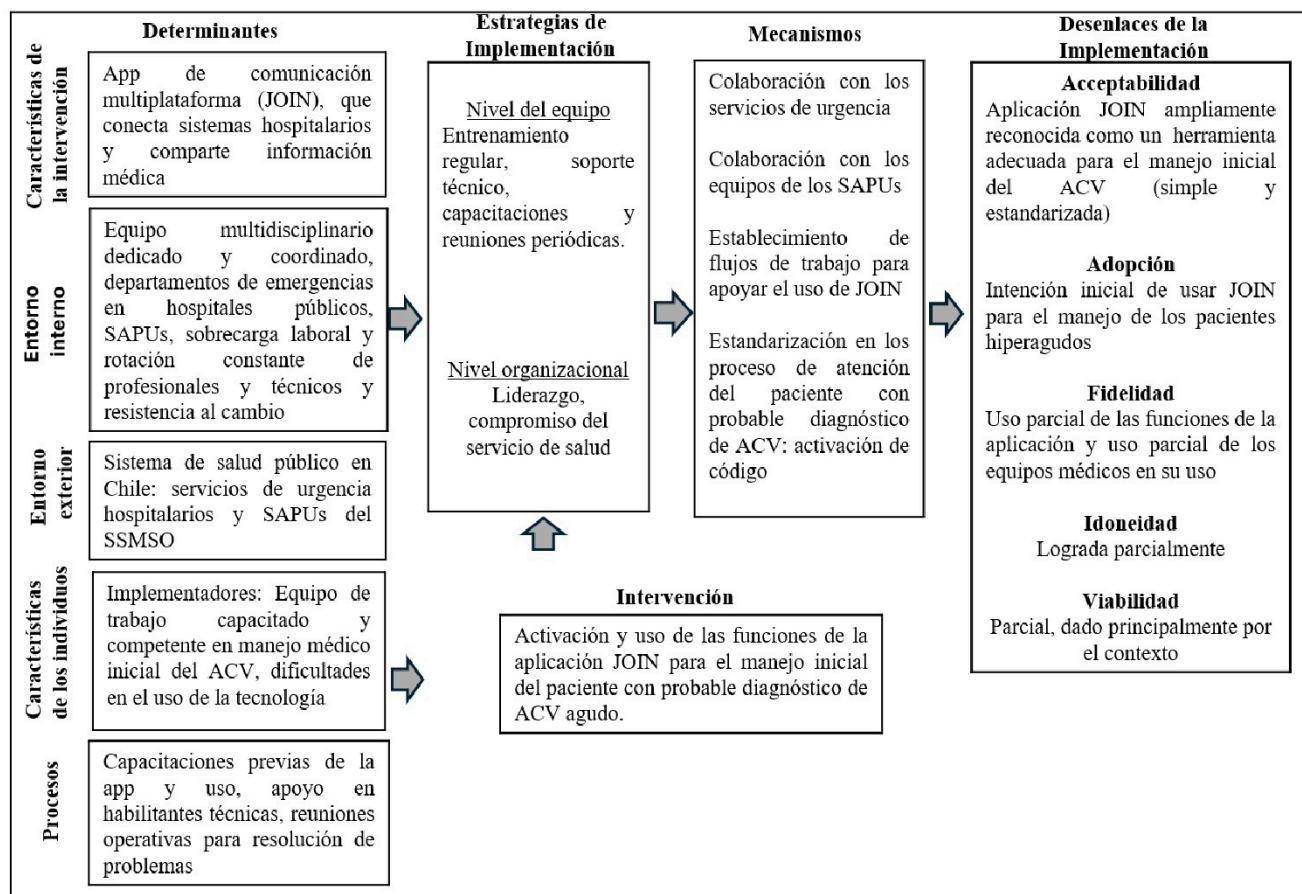 Determinantes
Características de
la intervención
App de comunicación
multiplataforma (JOIN), que
conecta sistemas hospitalarios
y comparte información
médica
Entorno
interno
Equipo multidisciplinario
dedicado y coordinado,
departamentos de emergencias
en hospitales públicos,
SAPUs, sobrecarga laboral y
rotación constante de
profesionales y técnicos y
resistencia al cambio
Entorno
exterior
Sistema de salud público en
Chile: servicios de urgencia
hospitalarios y SAPUs del
SSMSO
Características
de los individuos
Implementadores: Equipo de
trabajo capacitado y
competente en manejo médico
inicial del ACV, dificultades
en el uso de la tecnología
Procesos
Capacitaciones previas de la
app y uso, apoyo en
habilitantes técnicas, reuniones
operativas para resolución de
problemas
Estrategias de
Implementación
Nivel del equipo
Entrenamiento
regular, soporte
técnico,
capacitaciones y
reuniones periódicas.
Nivel organizacional
Liderazgo,
compromiso del
servicio de salud
Intervención
Activación y uso de las funciones de la
aplicación JOIN para el manejo inicial
del paciente con probable diagnóstico de
ACV agudo.
Mecanismos
Colaboración con los
servicios de urgencia
Colaboración con los
equipos de los SAPUs
Establecimiento de
flujos de trabajo para
apoyar el uso de JOIN
Estandarización en los
proceso de atención
del paciente con
probable diagnóstico
de ACV: activación de
código
Desenlaces de la
Implementación
Acceptabilidad
Aplicación JOIN ampliamente
reconocida como un herramienta
adecuada para el manejo inicial
del ACV (simple y
estandarizada)
Adopción
Intención inicial de usar JOIN
para el manejo de los pacientes
hiperagudos
Fidelidad
Uso parcial de las funciones de la
aplicación y uso parcial de los
equipos médicos en su uso
Idoneidad
Lograda parcialmente
Viabilidad
Parcial, dado principalmente por
el contexto